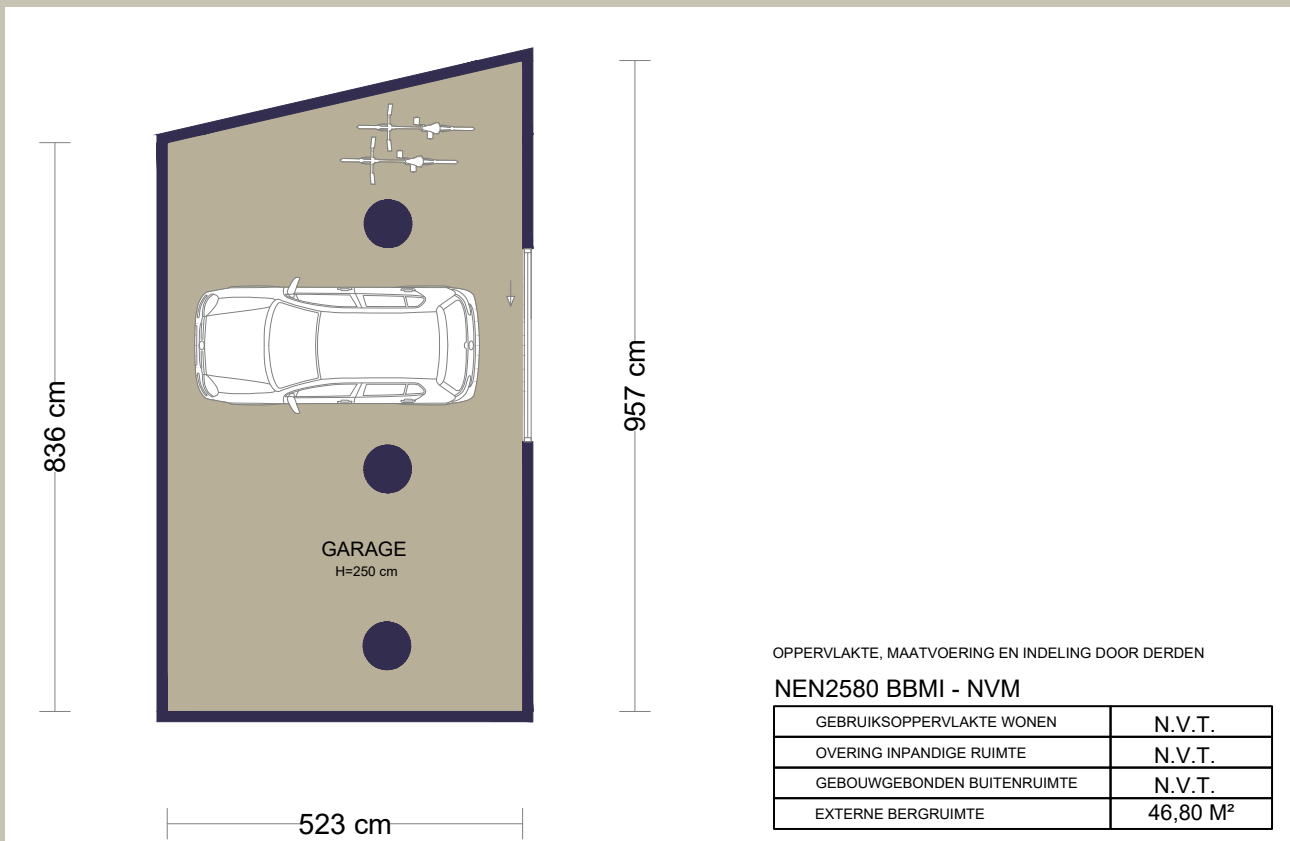 836 cm
957 cm
GARAGE
H=250 cm
523 cm
OPPERVLAKTE, MAATVOERING EN INDELING DOOR DERDEN
NEN2580 BBMI - NVM
GEBRUIKSOPPERVLAKTE WONEN N.V.T.
OVERING INPANDIGE RUIMTE N.V.T.
GEBOUWGEBONDEN BUITENRUIMTE N.V.T.
EXTERNE BERGRUIMTE 46,80 M²